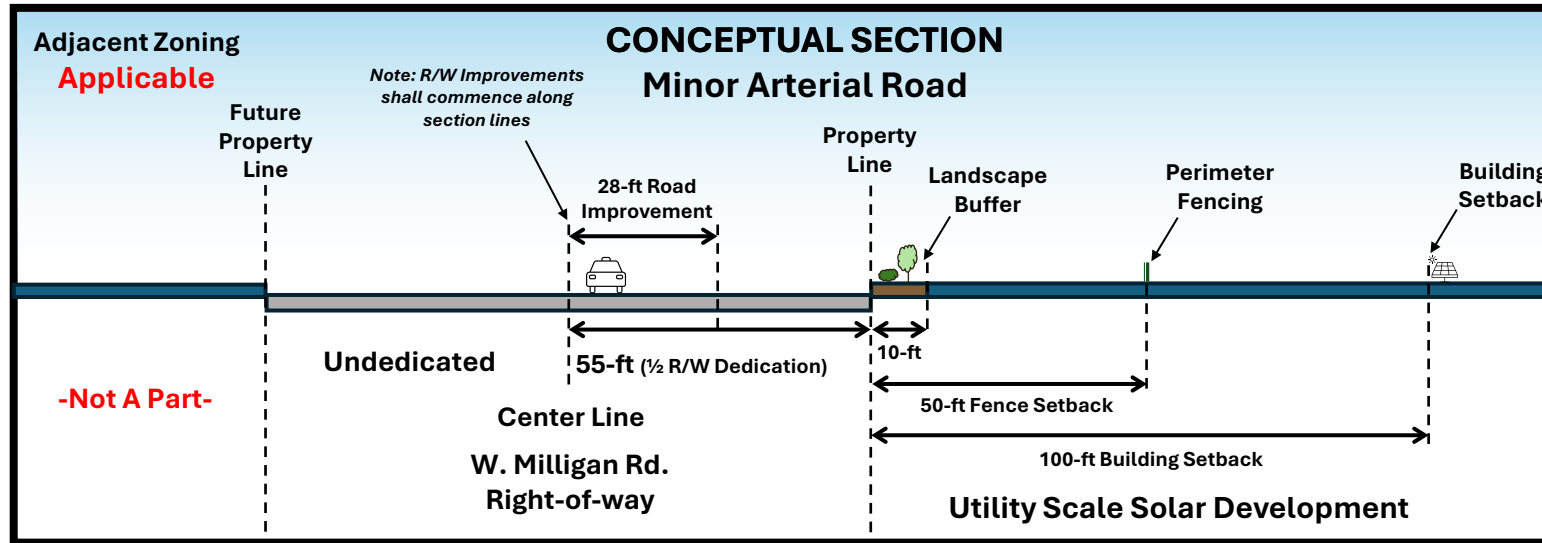 Adjacent Zoning
Applicable
CONCEPTUAL SECTION
Minor Arterial Road
Note: R/W Improvements
shall commence along
section lines
Future
Property
Line
28-ft Road
Improvement
Property
Line
Landscape
Buffer
Perimeter
Fencing
Building
Setback
Undedicated
55-ft (½ R/W Dedication)
10-ft
-Not A Part-
50-ft Fence Setback
Center Line
100-ft Building Setback
W. Milligan Rd.
Right-of-way
Utility Scale Solar Development